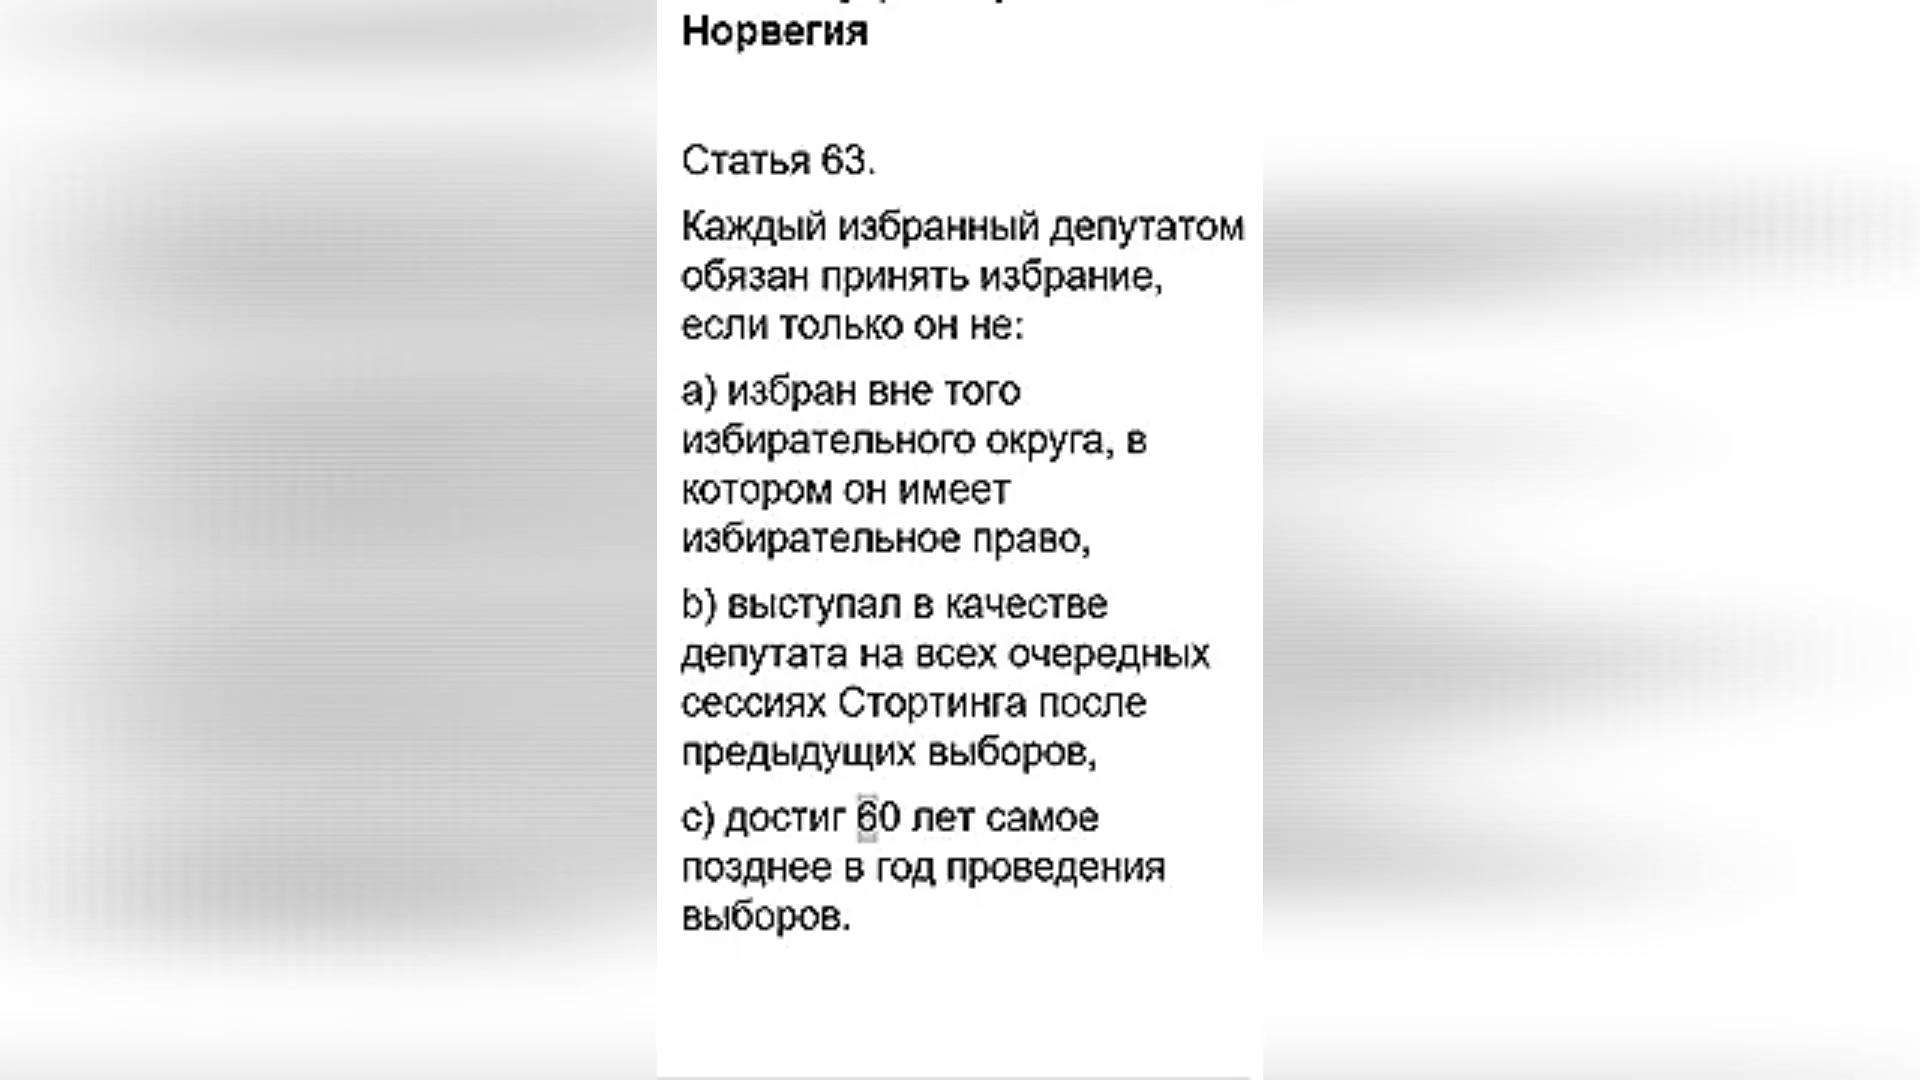 Норвегия
Статья 63.
Каждый избранный депутатом
обязан принять избрание,
если только он не:
a) избран вне того
избирательного округа, в
котором он имеет
избирательное право,
b) выступал в качестве
депутата на всех очередных
сессиях Стортинга после
предыдущих выборов,
c) достиг 60 лет самое
позднее в год проведения
выборов.